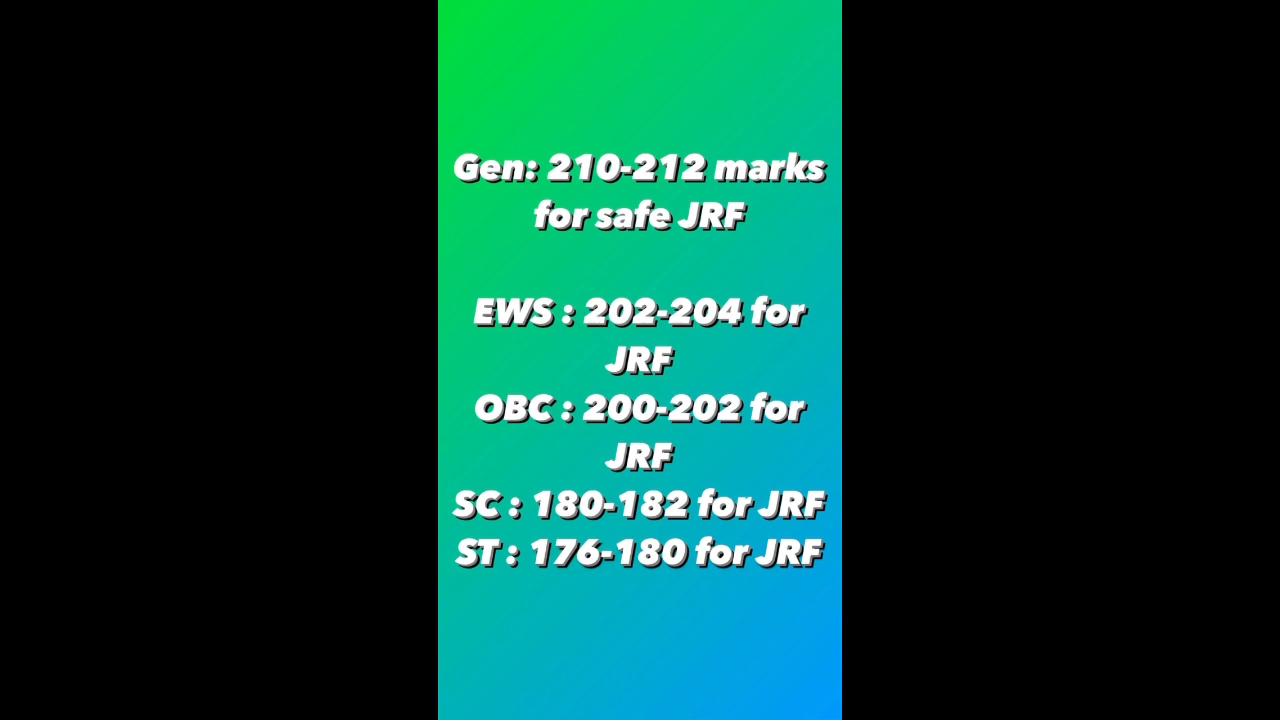 Gen: 210-212 marks
for safe JRF
EWS : 202-204 for
JRF
OBC : 200-202 for
JRF
SC : 180-182 for JRF
ST : 176-180 for JRF